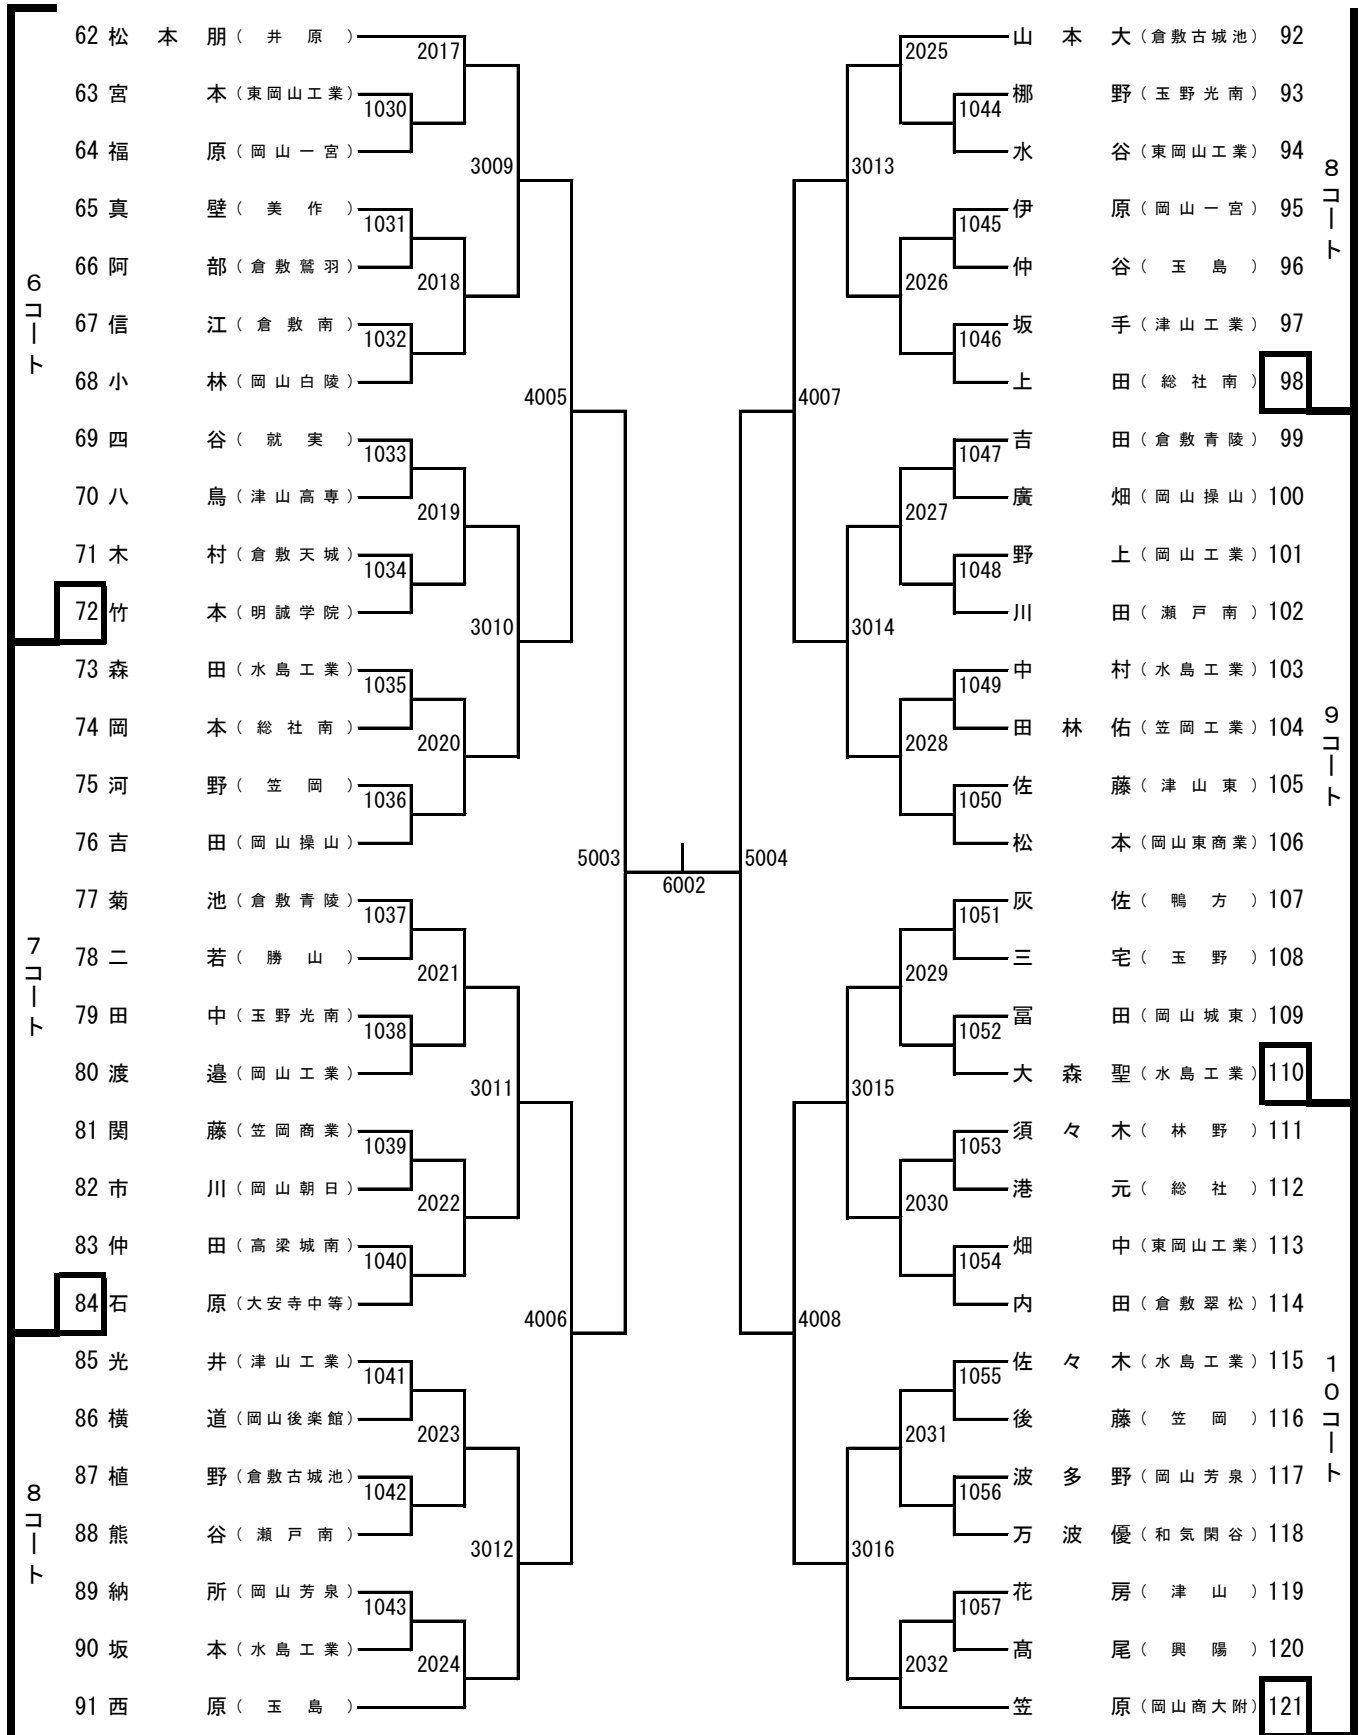 62 松本朋（井原）
63 宮本（東岡山工業）
64 福原（岡山一宮）
65 真壁（美作）
66 阿部（倉敷鷲羽）
67 信江（倉敷南）
68 小林（岡山白陵）
69 四谷（就実）
70 八鳥（津山高専）
71 木村（倉敷天城）
72 竹本（明誠学院）
73 森田（水島工業）
74 岡本（総社南）
75 河野（笠岡）
76 吉田（岡山操山）
77 菊池（倉敷青陵）
78 二若（勝山）
79 田中（玉野光南）
80 渡邉（岡山工業）
81 関藤（笠岡商業）
82 市川（岡山朝日）
83 仲田（高梁城南）
84 石原（大安寺中等）
85 光井（津山工業）
86 横道（岡山後楽館）
87 植野（倉敷古城池）
88 熊谷（瀬戸南）
89 納所（岡山芳泉）
90 坂本（水島工業）
91 西原（玉島）
6コート
7コート
8コート
1030
1031
1032
1033
1034
1035
1036
1037
1038
1039
1040
1041
1042
1043
2017
2018
2019
2020
2021
2022
2023
2024
3009
3010
3011
3012
4005
4006
5003
6002
5004
4007
4008
3013
3014
3015
3016
2025
2026
2027
2028
2029
2030
2031
2032
1044
1045
1046
1047
1048
1049
1050
1051
1052
1053
1054
1055
1056
1057
山本大（倉敷古城池）92
梛野（玉野光南）93
水谷（東岡山工業）94
伊原（岡山一宮）95
仲谷（玉島）96
坂手（津山工業）97
上田（総社南）98
吉田（倉敷青陵）99
廣畑（岡山操山）100
野上（岡山工業）101
川田（瀬戸南）102
中村（水島工業）103
田林佑（笠岡工業）104
佐藤（津山東）105
松本（岡山東商業）106
灰佐（鴨方）107
三宅（玉野）108
冨田（岡山城東）109
大森聖（水島工業）110
須々木（林野）111
港元（総社）112
畑中（東岡山工業）113
内田（倉敷翠松）114
佐々木（水島工業）115
後藤（笠岡）116
波多野（岡山芳泉）117
万波優（和気閑谷）118
花房（津山）119
髙尾（興陽）120
笠原（岡山商大附）121
8コート
9コート
10コート